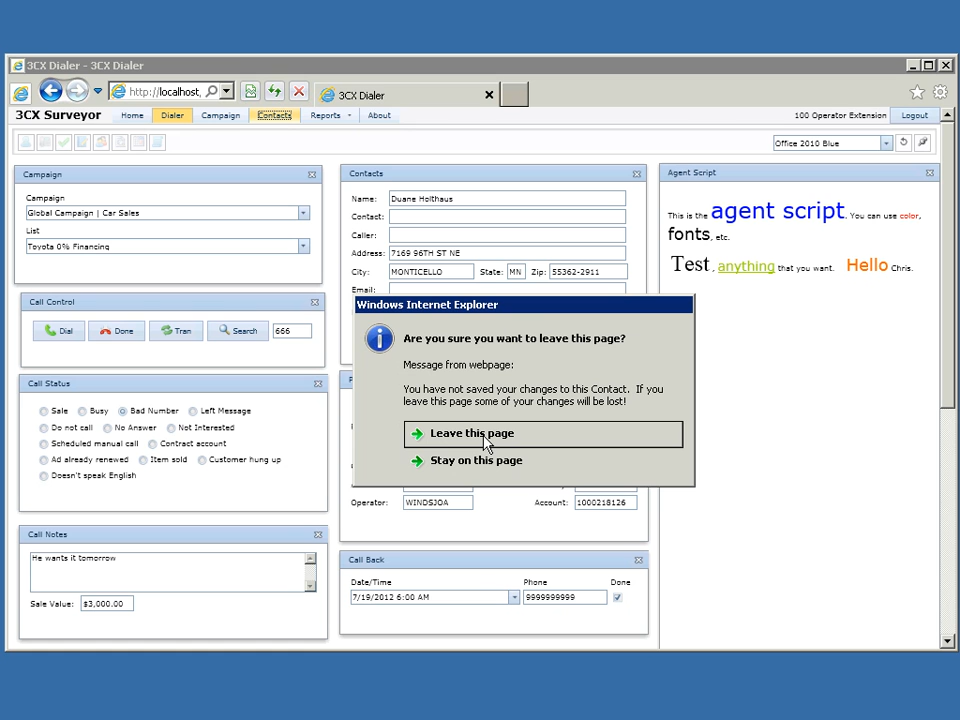 3CX Dialer - 3CX Dialer
http://localhost,
3CX Dialer
3CX Surveyor Home Dialer Campaign Contacts Reports About 100 Operator Extension Logout
Office 2010 Blue
Campaign
Campaign
Global Campaign | Car Sales
List
Toyota 0% Financing
Call Control
Dial Done Tran Search 666
Call Status
Sale Busy Bad Number Left Message
Do not call No Answer Not Interested
Scheduled manual call Contract account
Ad already renewed Item sold Customer hung up
Doesn't speak English
Call Notes
He wants it tomorrow
Sale Value: $3,000.00
Contacts
Name: Duane Holthaus
Contact:
Caller:
Address: 7169 96TH ST NE
City: MONTICELLO State: MN Zip: 55362-2911
Email:
Windows Internet Explorer
Are you sure you want to leave this page?
Message from webpage:
You have not saved your changes to this Contact. If you
leave this page some of your changes will be lost!
Leave this page
Stay on this page
Operator: WINDSJOA Account: 1000218126
Call Back
Date/Time Phone Done
7/19/2012 6:00 AM 9999999999
Agent Script
This is the agent script. You can use color,
fonts, etc.
Test , anything that you want. Hello Chris.